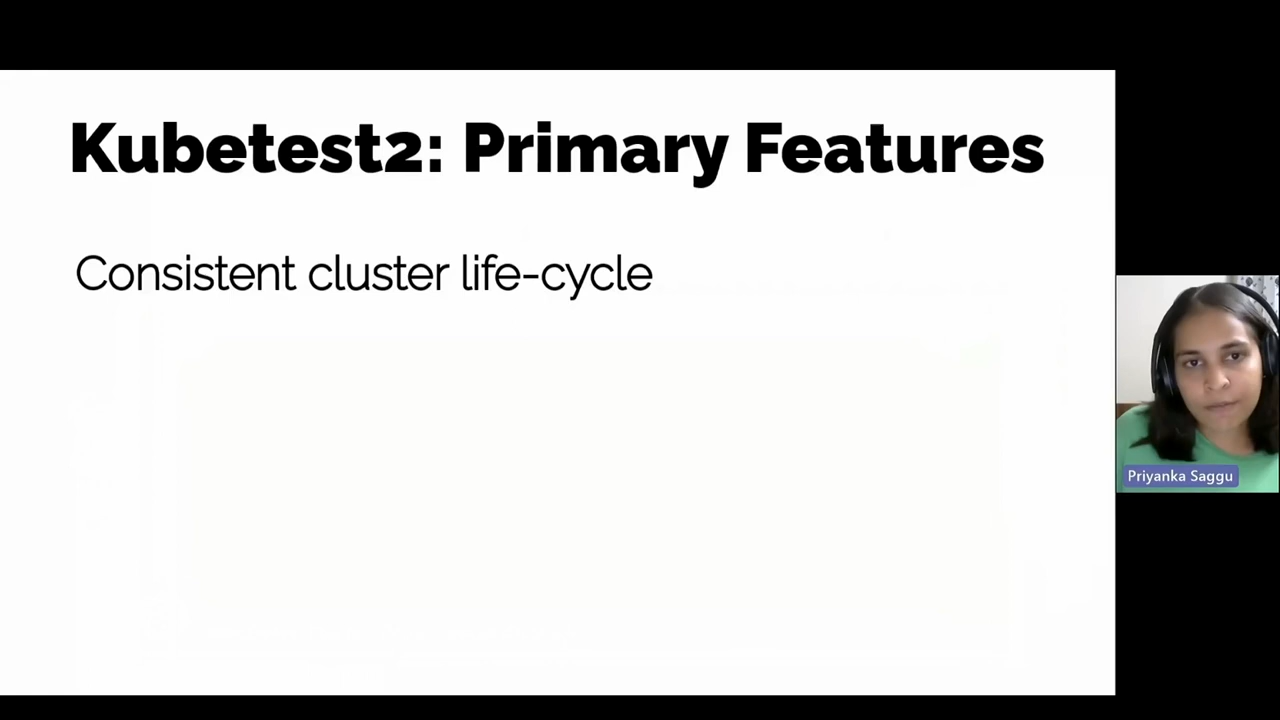 Kubetest2: Primary Features
Consistent cluster life-cycle
Priyanka Saggu